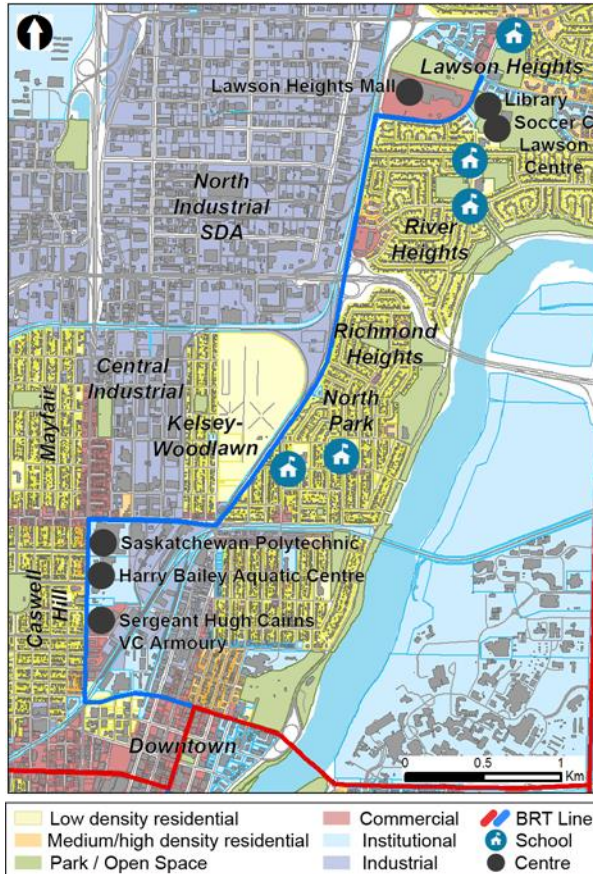 Lawson Heights
Lawson Heights Mall
Library
Soccer C
Lawson
Centre
North
Industrial
SDA
River
Heights
Richmond
Heights
Central
Industrial
Mayfair
Kelsey-
Woodlawn
North
Park
Saskatchewan Polytechnic
Harry Bailey Aquatic Centre
Caswell
Hill
Sergeant Hugh Cairns
VC Armoury
Downtown
0 0.5 1
Km
Low density residential
Medium/high density residential
Park / Open Space
Commercial
Institutional
Industrial
BRT Line
School
Centre